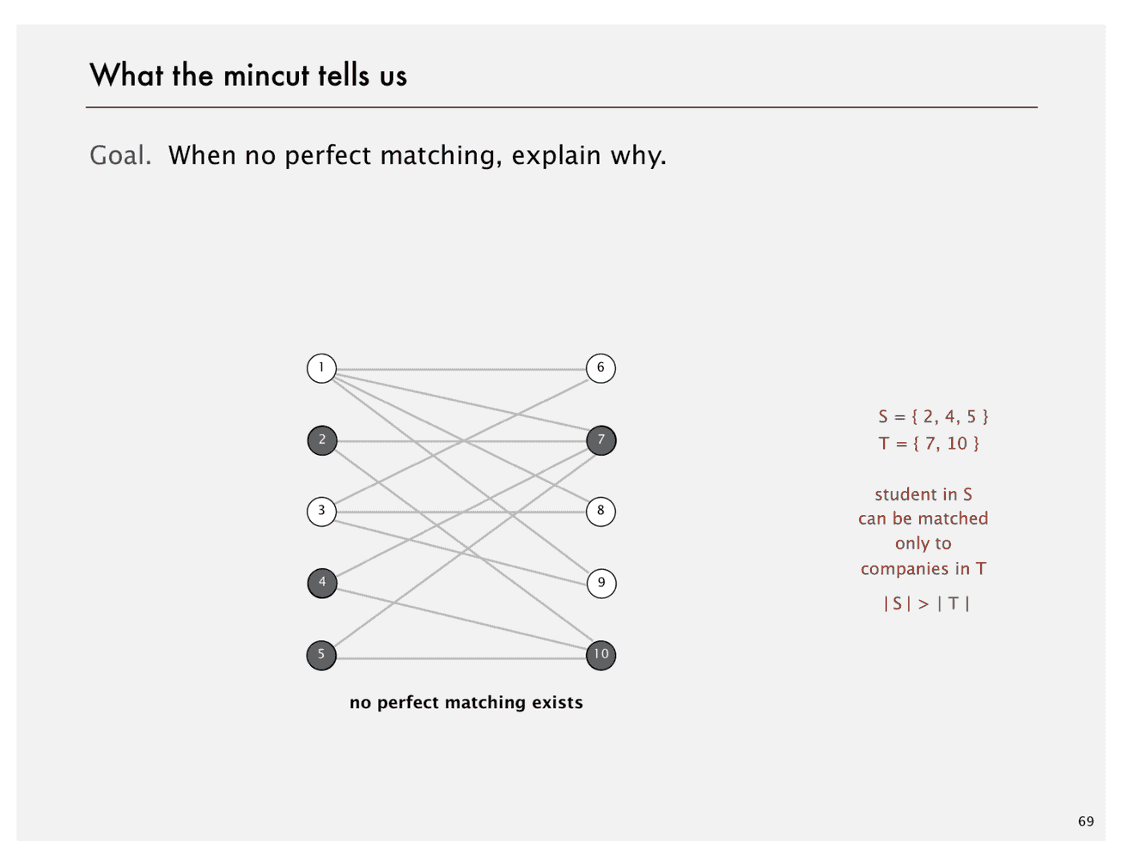 What the mincut tells us
Goal. When no perfect matching, explain why.
1
6
2
7
3
8
4
9
5
10
S = { 2, 4, 5 }
T = { 7, 10 }
student in S
can be matched
only to
companies in T
| S | > | T |
no perfect matching exists
69